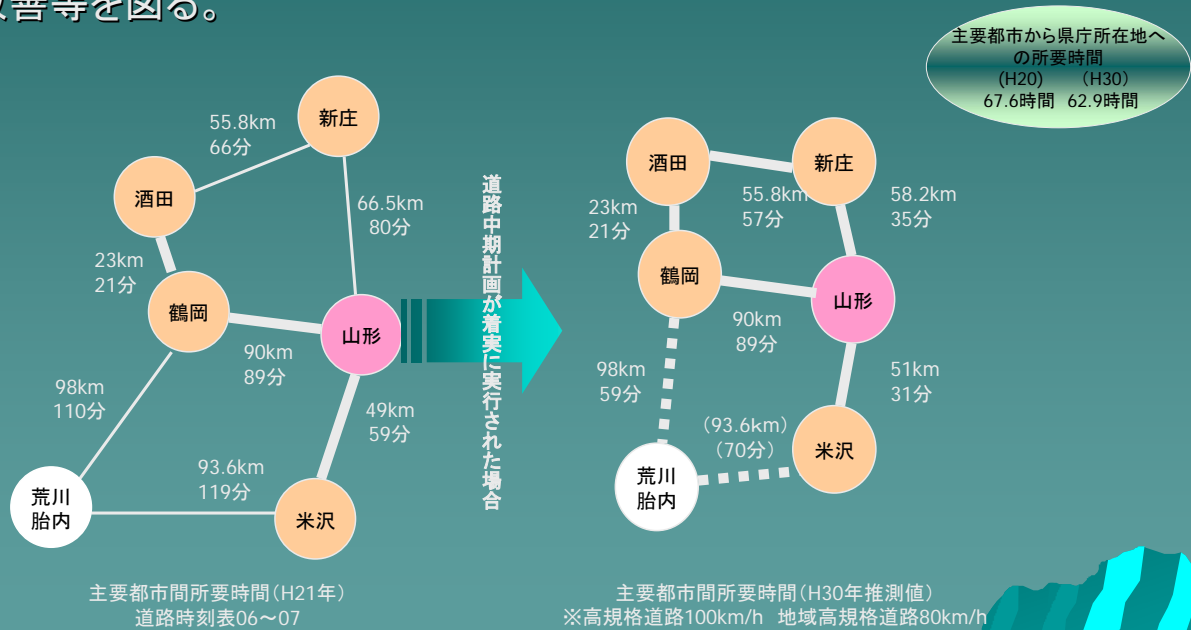 改善等を図る。
主要都市から県庁所在地へ
の所要時間
(H20) (H30)
67.6時間 62.9時間
新庄
55.8km
66分
酒田
66.5km
80分
23km
21分
鶴岡
山形
90km
89分
98km
110分
49km
59分
93.6km
119分
荒川
胎内
米沢
主要都市間所要時間(H21年)
道路時刻表06~07
道路中期計画が着実に実行された場合
酒田
新庄
55.8km
57分
58.2km
35分
23km
21分
鶴岡
山形
90km
89分
98km
59分
51km
31分
(93.6km)
(70分)
米沢
荒川
胎内
主要都市間所要時間(H30年推測値)
※高規格道路100km/h 地域高規格道路80km/h